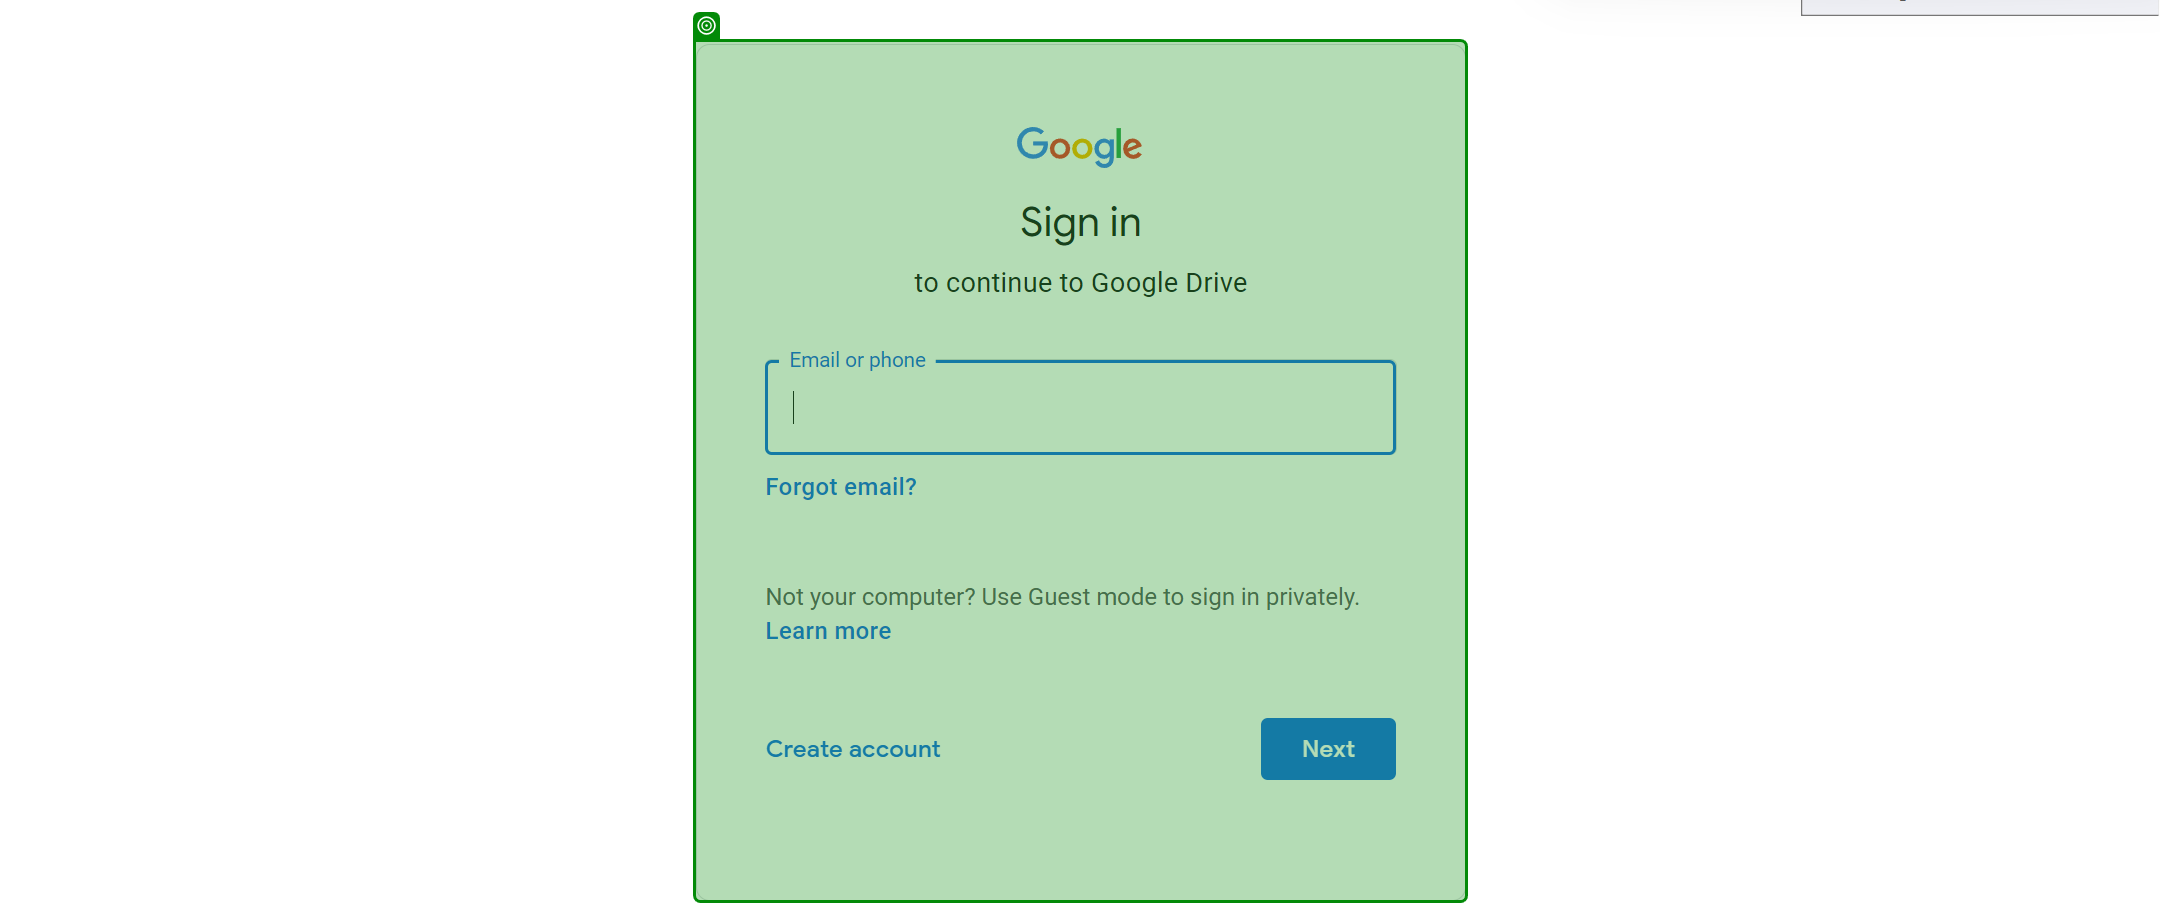 Google
Sign in
to continue to Google Drive
Email or phone
Forgot email?
Not your computer? Use Guest mode to sign in privately.
Learn more
Create account
Next